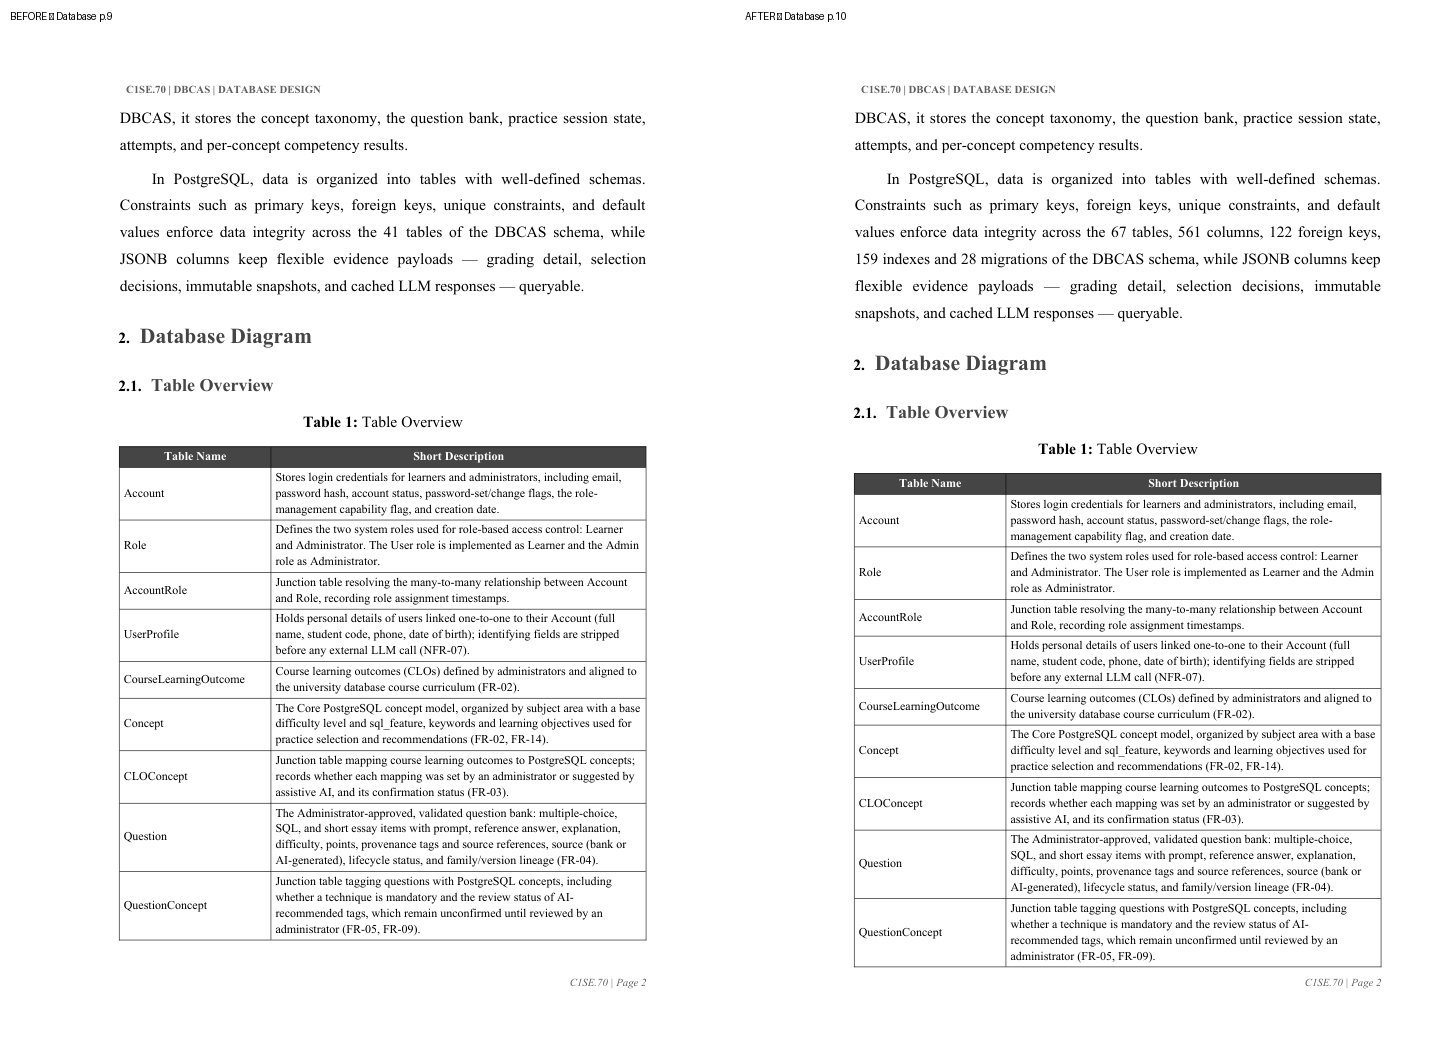 BEFORE Database p.9
C1SE.70 | DBCAS | DATABASE DESIGN
DBCAS, it stores the concept taxonomy, the question bank, practice session state,
attempts, and per-concept competency results.
In PostgreSQL, data is organized into tables with well-defined schemas.
Constraints such as primary keys, foreign keys, unique constraints, and default
values enforce data integrity across the 41 tables of the DBCAS schema, while
JSONB columns keep flexible evidence payloads — grading detail, selection
decisions, immutable snapshots, and cached LLM responses — queryable.
2. Database Diagram
2.1. Table Overview
Table 1: Table Overview
Table Name Short Description
Account
Stores login credentials for learners and administrators, including email,
password hash, account status, password-set/change flags, the role-
management capability flag, and creation date.
Role
Defines the two system roles used for role-based access control: Learner
and Administrator. The User role is implemented as Learner and the Admin
role as Administrator.
AccountRole
Junction table resolving the many-to-many relationship between Account
and Role, recording role assignment timestamps.
UserProfile
Holds personal details of users linked one-to-one to their Account (full
name, student code, phone, date of birth); identifying fields are stripped
before any external LLM call (NFR-07).
CourseLearningOutcome
Course learning outcomes (CLOs) defined by administrators and aligned to
the university database course curriculum (FR-02).
Concept
The Core PostgreSQL concept model, organized by subject area with a base
difficulty level and sql_feature, keywords and learning objectives used for
practice selection and recommendations (FR-02, FR-14).
CLOConcept
Junction table mapping course learning outcomes to PostgreSQL concepts;
records whether each mapping was set by an administrator or suggested by
assistive AI, and its confirmation status (FR-03).
Question
The Administrator-approved, validated question bank: multiple-choice,
SQL, and short essay items with prompt, reference answer, explanation,
difficulty, points, provenance tags and source references, source (bank or
AI-generated), lifecycle status, and family/version lineage (FR-04).
QuestionConcept
Junction table tagging questions with PostgreSQL concepts, including
whether a technique is mandatory and the review status of AI-
recommended tags, which remain unconfirmed until reviewed by an
administrator (FR-05, FR-09).
C1SE.70 | Page 2
AFTER Database p.10
C1SE.70 | DBCAS | DATABASE DESIGN
DBCAS, it stores the concept taxonomy, the question bank, practice session state,
attempts, and per-concept competency results.
In PostgreSQL, data is organized into tables with well-defined schemas.
Constraints such as primary keys, foreign keys, unique constraints, and default
values enforce data integrity across the 67 tables, 561 columns, 122 foreign keys,
159 indexes and 28 migrations of the DBCAS schema, while JSONB columns keep
flexible evidence payloads — grading detail, selection decisions, immutable
snapshots, and cached LLM responses — queryable.
2. Database Diagram
2.1. Table Overview
Table 1: Table Overview
Table Name Short Description
Account
Stores login credentials for learners and administrators, including email,
password hash, account status, password-set/change flags, the role-
management capability flag, and creation date.
Role
Defines the two system roles used for role-based access control: Learner
and Administrator. The User role is implemented as Learner and the Admin
role as Administrator.
AccountRole
Junction table resolving the many-to-many relationship between Account
and Role, recording role assignment timestamps.
UserProfile
Holds personal details of users linked one-to-one to their Account (full
name, student code, phone, date of birth); identifying fields are stripped
before any external LLM call (NFR-07).
CourseLearningOutcome
Course learning outcomes (CLOs) defined by administrators and aligned to
the university database course curriculum (FR-02).
Concept
The Core PostgreSQL concept model, organized by subject area with a base
difficulty level and sql_feature, keywords and learning objectives used for
practice selection and recommendations (FR-02, FR-14).
CLOConcept
Junction table mapping course learning outcomes to PostgreSQL concepts;
records whether each mapping was set by an administrator or suggested by
assistive AI, and its confirmation status (FR-03).
Question
The Administrator-approved, validated question bank: multiple-choice,
SQL, and short essay items with prompt, reference answer, explanation,
difficulty, points, provenance tags and source references, source (bank or
AI-generated), lifecycle status, and family/version lineage (FR-04).
QuestionConcept
Junction table tagging questions with PostgreSQL concepts, including
whether a technique is mandatory and the review status of AI-
recommended tags, which remain unconfirmed until reviewed by an
administrator (FR-05, FR-09).
C1SE.70 | Page 2